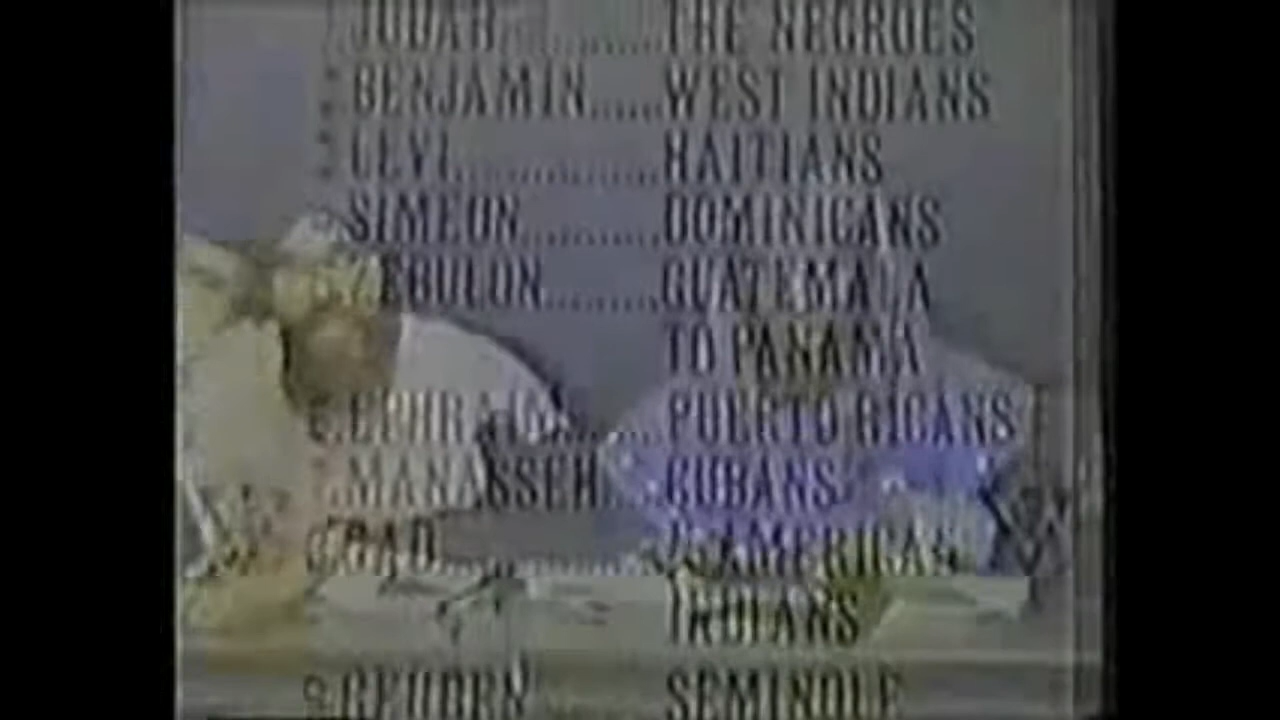 JUDAH..........THE NEGROES
BENJAMIN.....WEST INDIANS
LEVI...............HAITIANS
SIMEON..........DOMINICANS
ZEBULON........GUATEMALA
TO PANAMA
EPHRAIM.......PUERTO RICANS
MANASSEH....CUBANS
GAD...............N. AMERICAN
INDIANS
REUBEN SEMINOLE